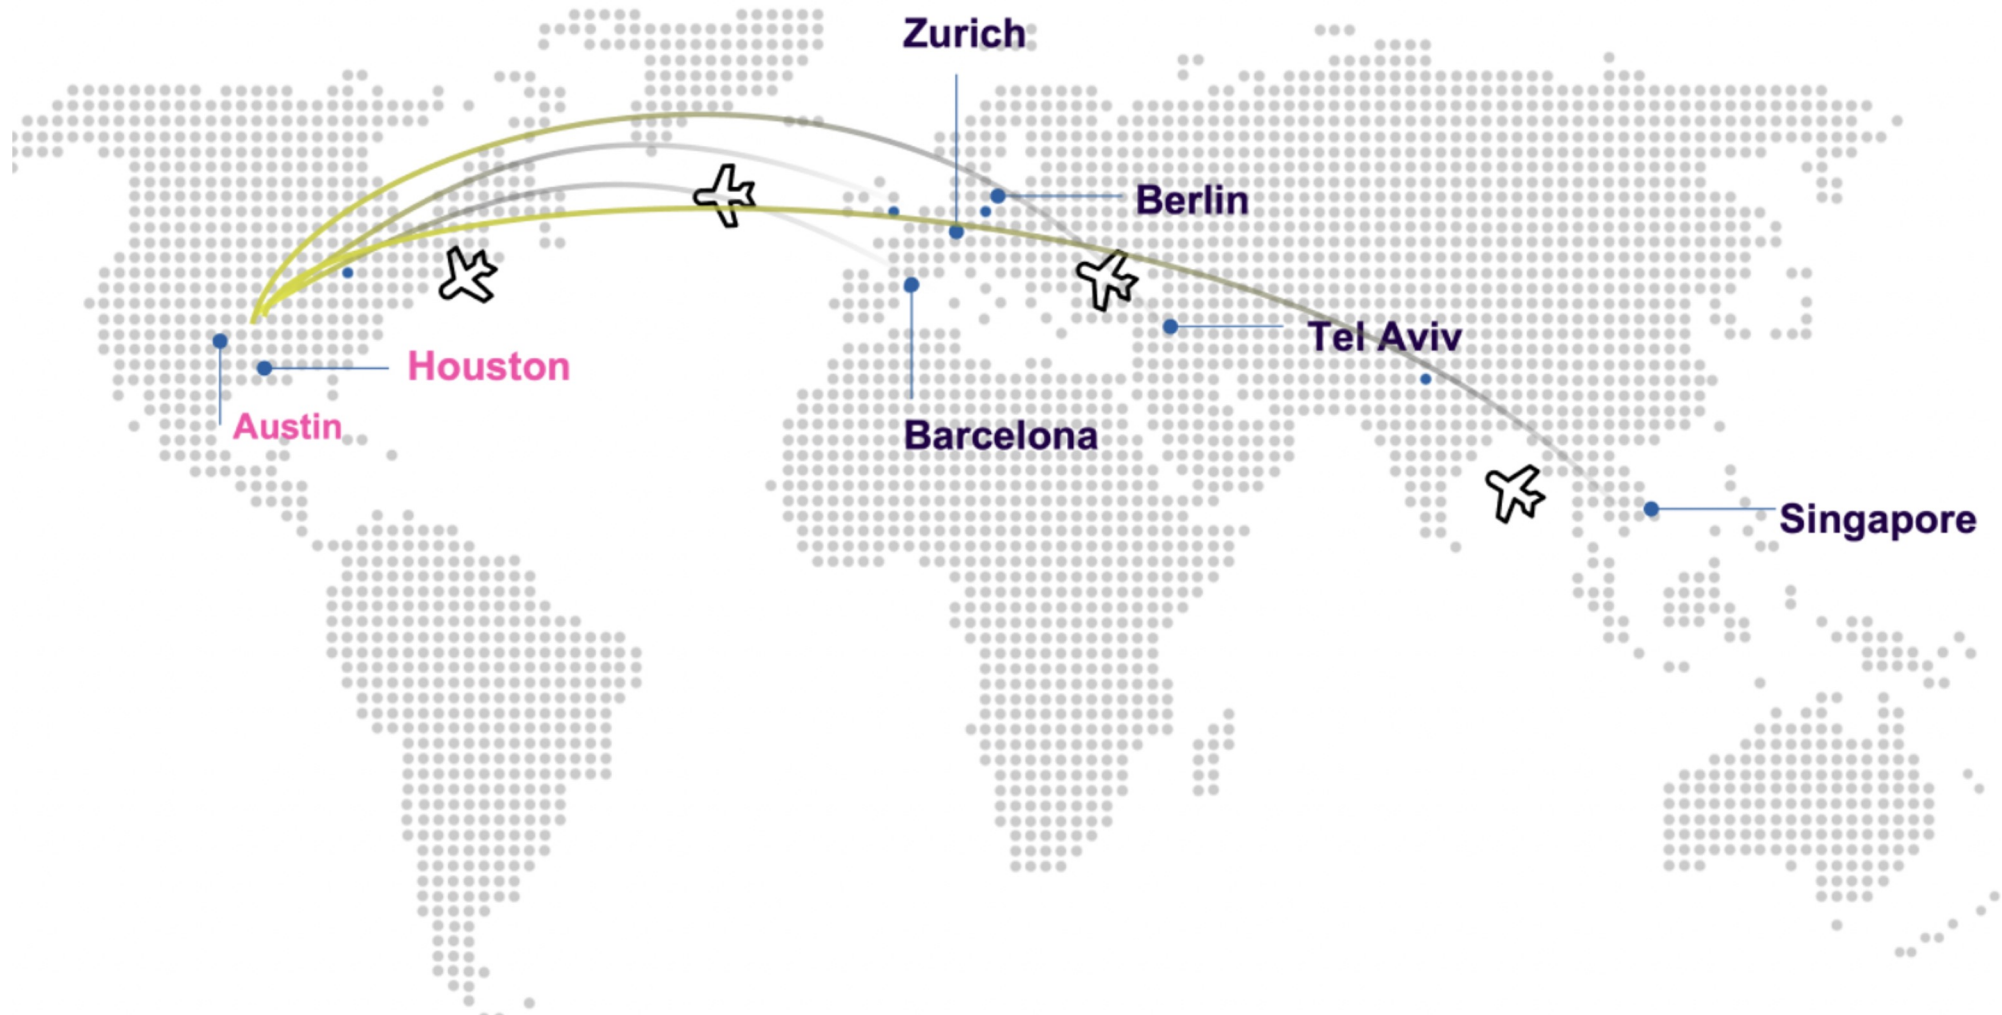 Zurich
Berlin
Tel Aviv
Houston
Austin
Barcelona
Singapore